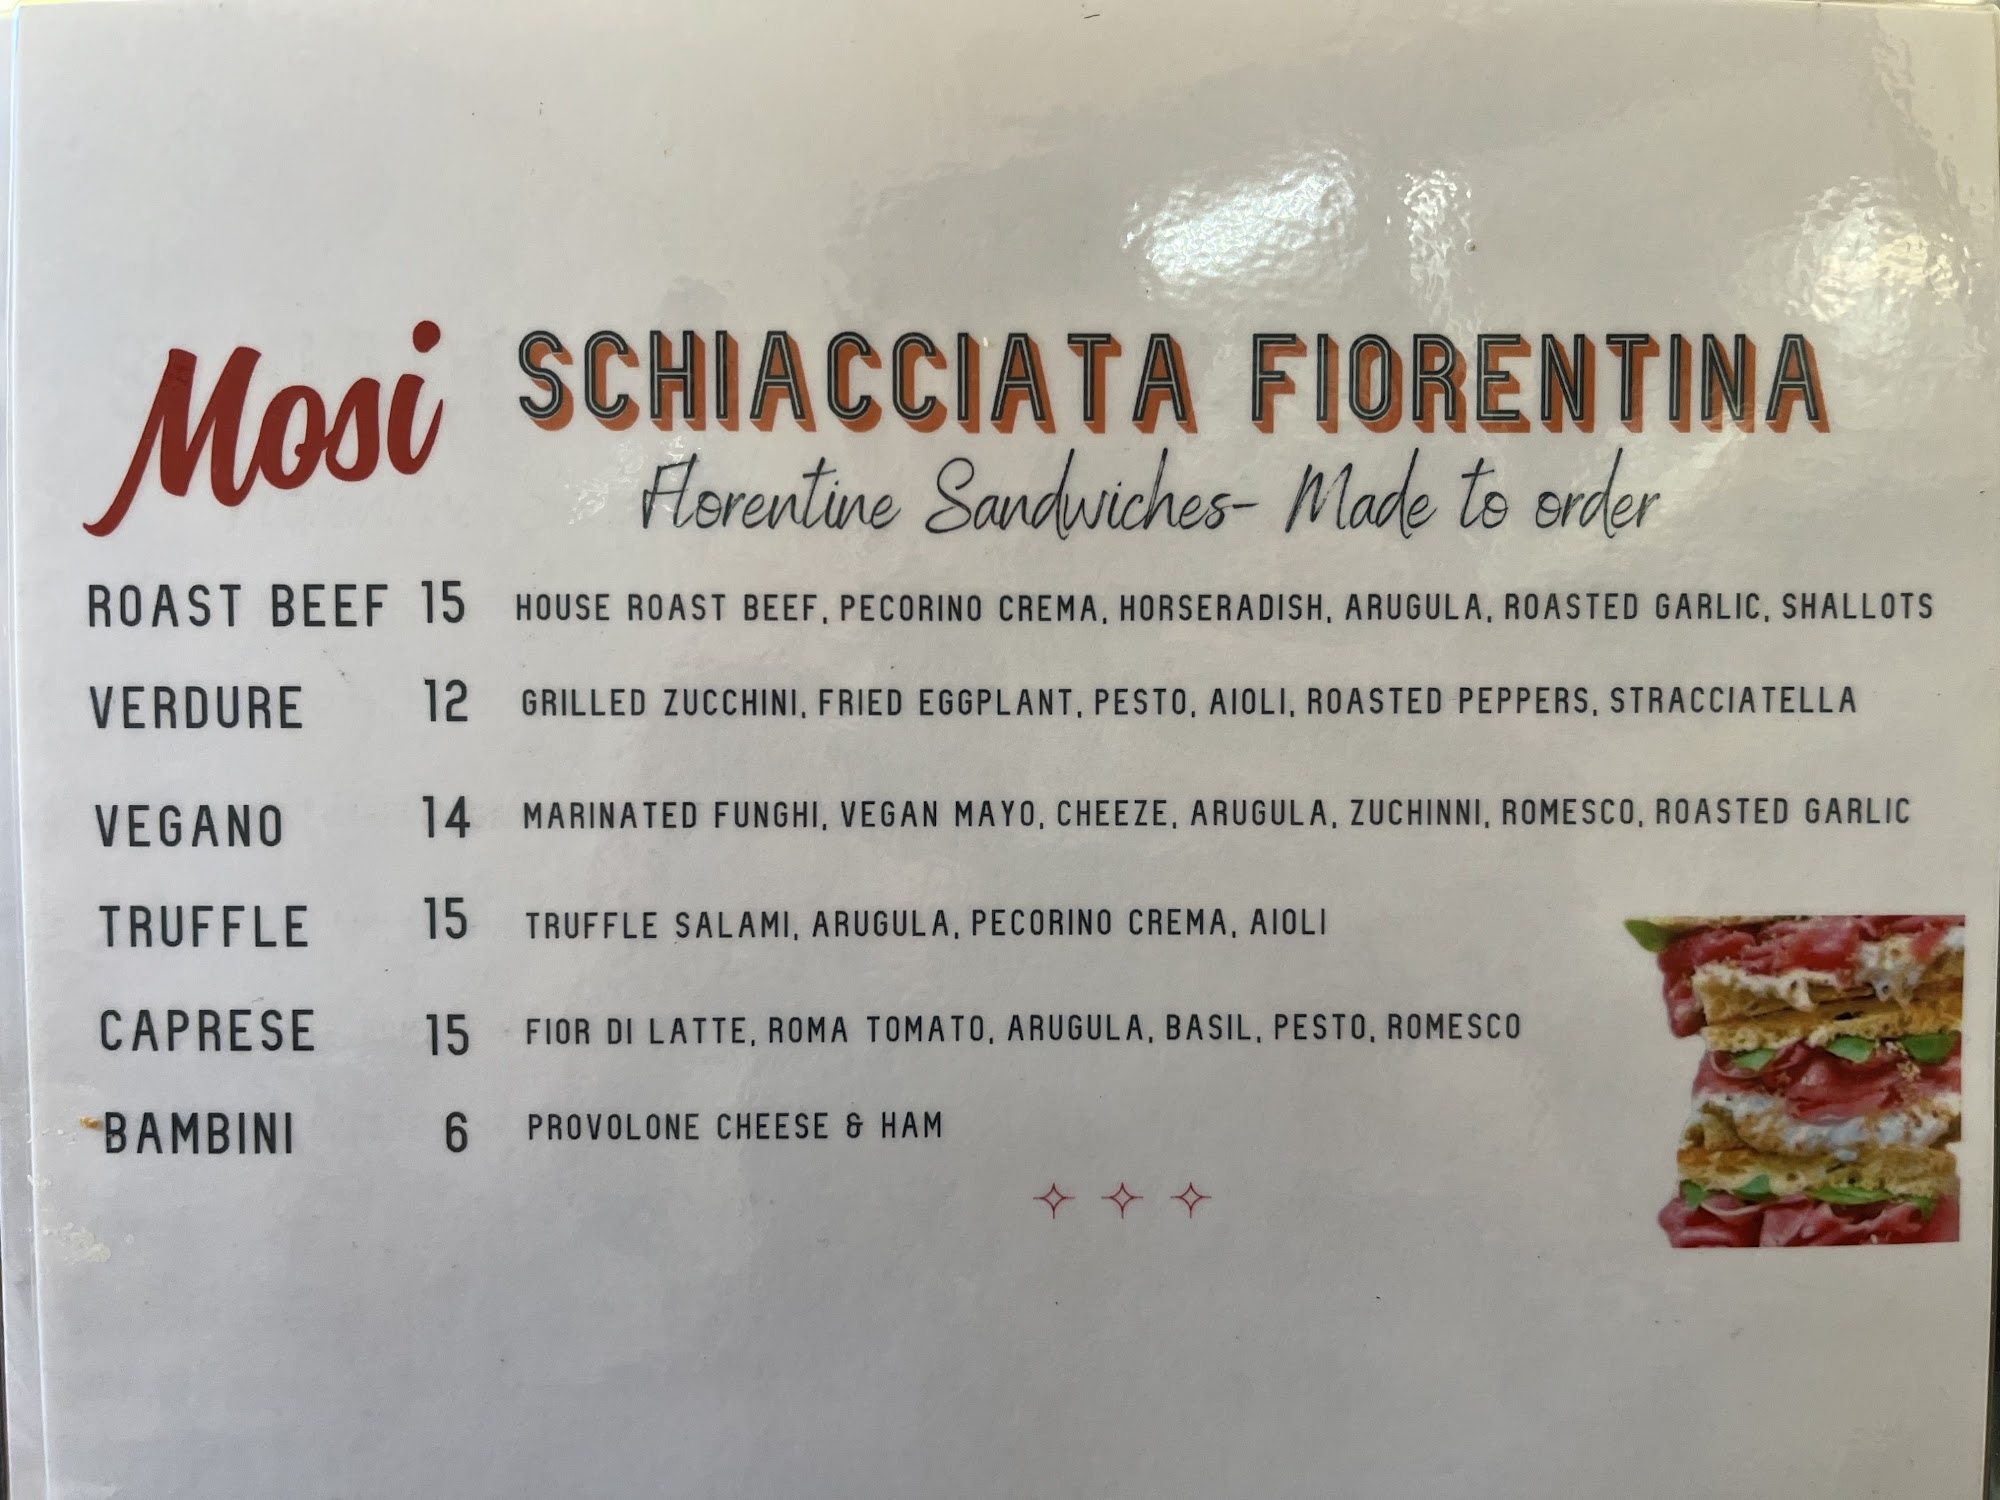 Mosi SCHIACCIATA FIORENTINA
Florentine Sandwiches- Made to order
ROAST BEEF 15 HOUSE ROAST BEEF, PECORINO CREMA, HORSERADISH, ARUGULA, ROASTED GARLIC, SHALLOTS
VERDURE 12 GRILLED ZUCCHINI, FRIED EGGPLANT, PESTO, AIOLI, ROASTED PEPPERS, STRACCIATELLA
VEGANO 14 MARINATED FUNGHI, VEGAN MAYO, CHEEZE, ARUGULA, ZUCHINNI, ROMESCO, ROASTED GARLIC
TRUFFLE 15 TRUFFLE SALAMI, ARUGULA, PECORINO CREMA, AIOLI
CAPRESE 15 FIOR DI LATTE, ROMA TOMATO, ARUGULA, BASIL, PESTO, ROMESCO
BAMBINI 6 PROVOLONE CHEESE & HAM